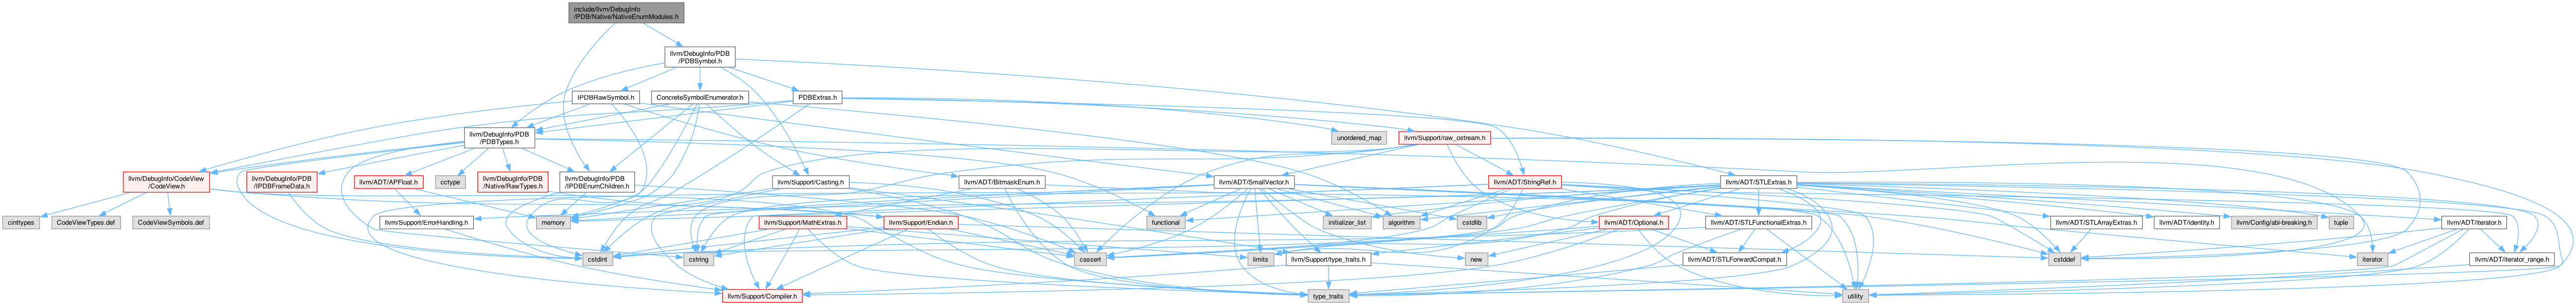 include/llvm/DebugInfo
/PDB/Native/NativeEnumModules.h
llvm/DebugInfo/PDB
/PDBSymbol.h
IPDBRawSymbol.h
ConcreteSymbolEnumerator.h
PDBExtras.h
llvm/DebugInfo/PDB
/PDBTypes.h
unordered_map
llvm/Support/raw_ostream.h
llvm/DebugInfo/CodeView
/CodeView.h
llvm/DebugInfo/PDB
/IPDBFrameData.h
llvm/ADT/APFloat.h
cctype
llvm/DebugInfo/PDB
/Native/RawTypes.h
llvm/DebugInfo/PDB
/IPDBEnumChildren.h
llvm/Support/Casting.h
llvm/ADT/BitmaskEnum.h
llvm/ADT/SmallVector.h
llvm/ADT/StringRef.h
llvm/ADT/STLExtras.h
cinttypes
CodeViewTypes.def
CodeViewSymbols.def
llvm/Support/ErrorHandling.h
memory
llvm/Support/MathExtras.h
llvm/Support/Endian.h
functional
initializer_list
algorithm
cstdlib
llvm/ADT/Optional.h
llvm/ADT/STLFunctionalExtras.h
llvm/ADT/STLArrayExtras.h
llvm/ADT/identity.h
llvm/Config/abi-breaking.h
tuple
llvm/ADT/iterator.h
cstdint
cstring
cassert
limits
llvm/Support/type_traits.h
new
llvm/ADT/STLForwardCompat.h
cstddef
iterator
llvm/ADT/iterator_range.h
llvm/Support/Compiler.h
type_traits
utility